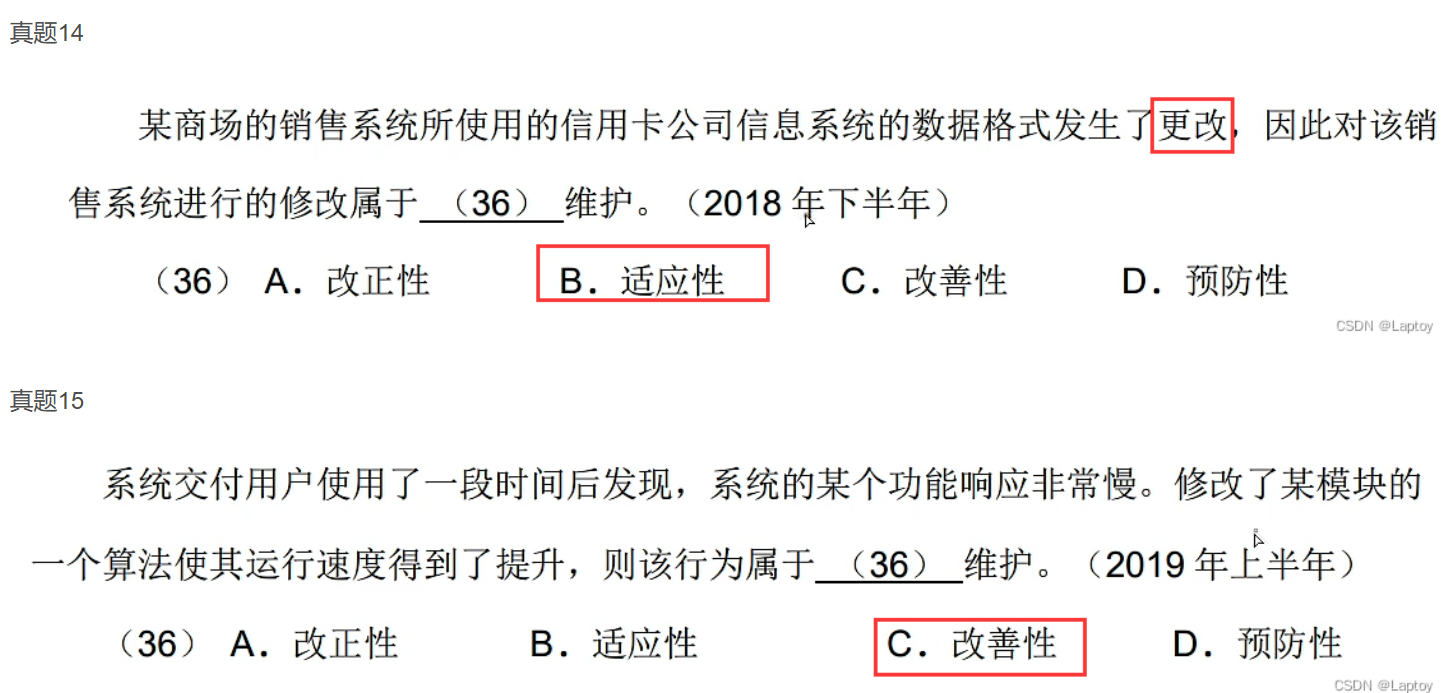 真题14
某商场的销售系统所使用的信用卡公司信息系统的数据格式发生了更改，因此对该销
售系统进行的修改属于 （36） 维护。（2018 年下半年）
（36） A．改正性 B．适应性 C．改善性 D．预防性
CSDN @Laptoy
真题15
系统交付用户使用了一段时间后发现，系统的某个功能响应非常慢。修改了某模块的
一个算法使其运行速度得到了提升，则该行为属于 （36） 维护。（2019 年上半年）
（36） A．改正性 B．适应性 C．改善性 D．预防性
CSDN @Laptoy